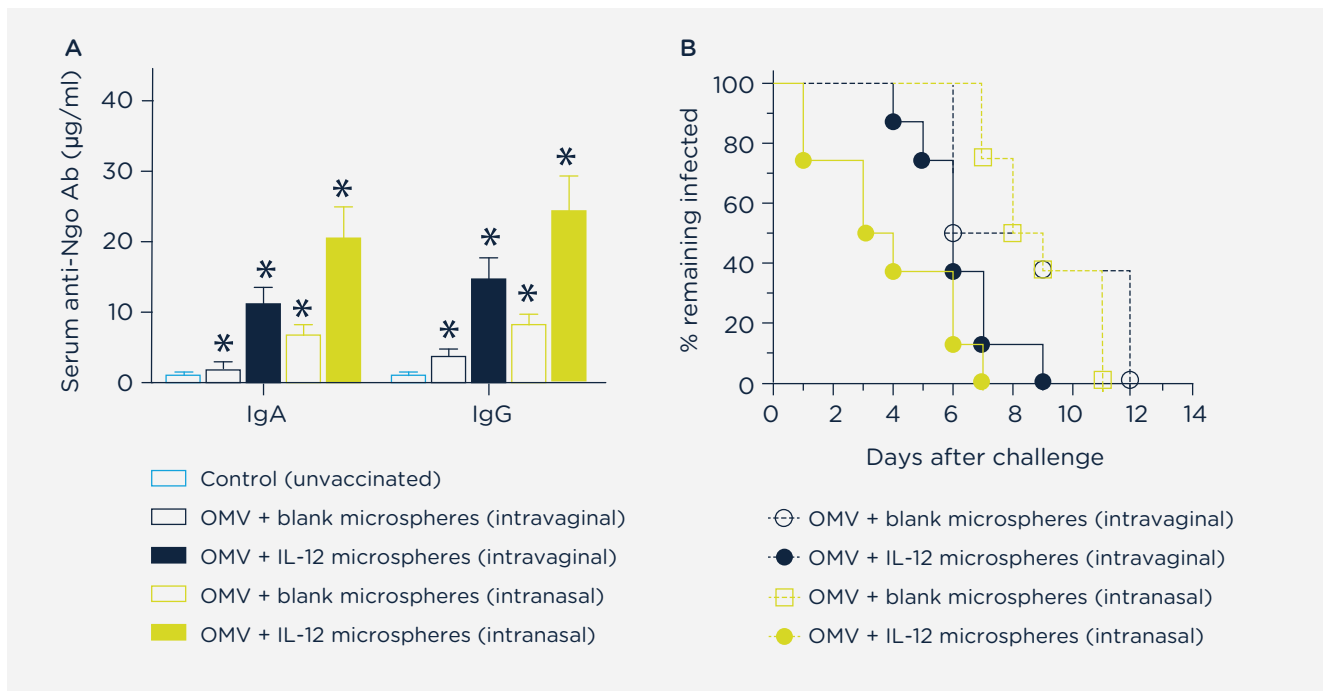 A
Serum anti-Ngo Ab (µg/ml)
40
30
20
10
0
* * * * * * * *
IgA IgG
Control (unvaccinated)
OMV + blank microspheres (intravaginal)
OMV + IL-12 microspheres (intravaginal)
OMV + blank microspheres (intranasal)
OMV + IL-12 microspheres (intranasal)
B
% remaining infected
100
80
60
40
20
0
0 2 4 6 8 10 12 14
Days after challenge
OMV + blank microspheres (intravaginal)
OMV + IL-12 microspheres (intravaginal)
OMV + blank microspheres (intranasal)
OMV + IL-12 microspheres (intranasal)